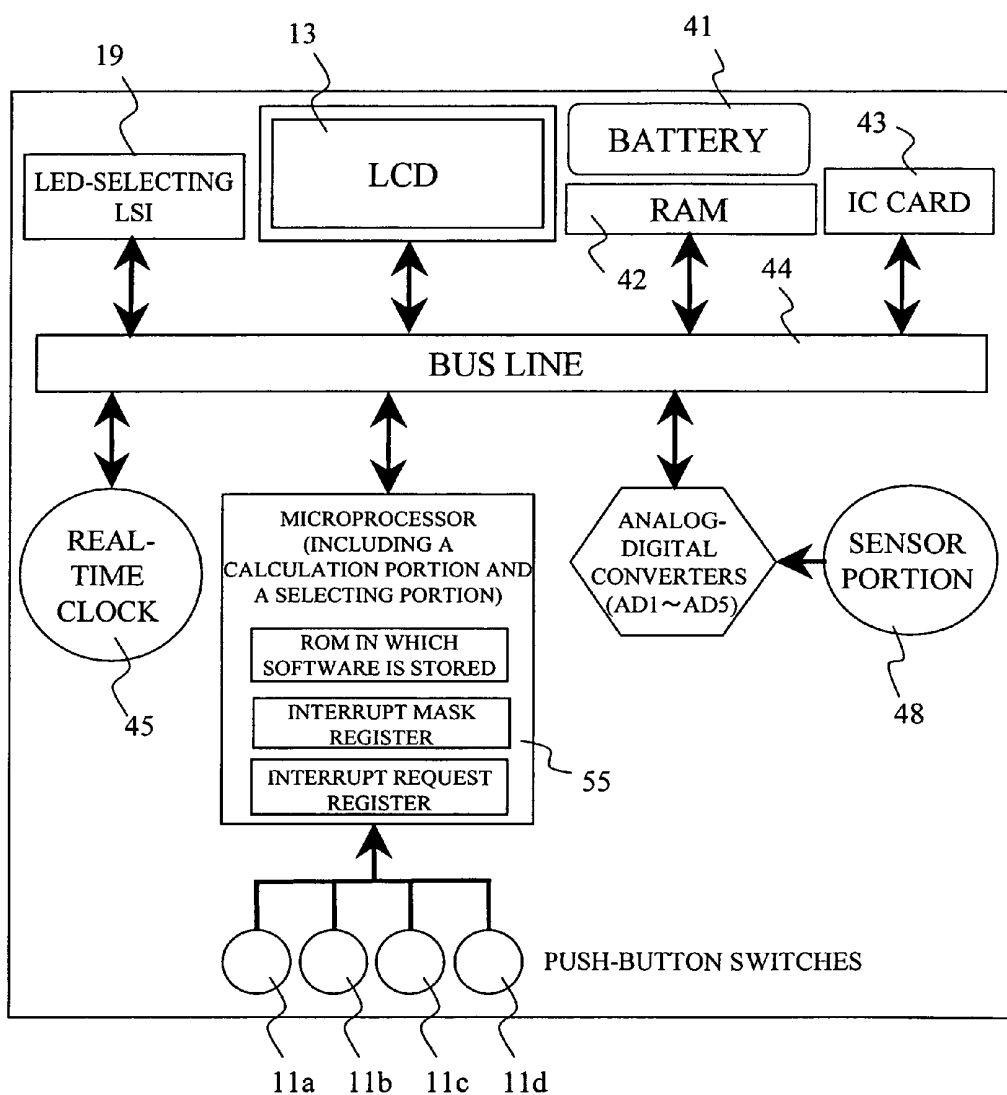 13
41
19
43
BATTERY
LED-SELECTING
LSI
LCD
RAM
IC CARD
42
44
BUS LINE
REAL-
TIME
CLOCK
MICROPROCESSOR
(INCLUDING A
CALCULATION PORTION AND
A SELECTING PORTION)
ROM IN WHICH
SOFTWARE IS STORED
INTERRUPT MASK
REGISTER
INTERRUPT REQUEST
REGISTER
ANALOG-
DIGITAL
CONVERTERS
(AD1～AD5)
SENSOR
PORTION
45
55
48
PUSH-BUTTON SWITCHES
11a
11b
11c
11d